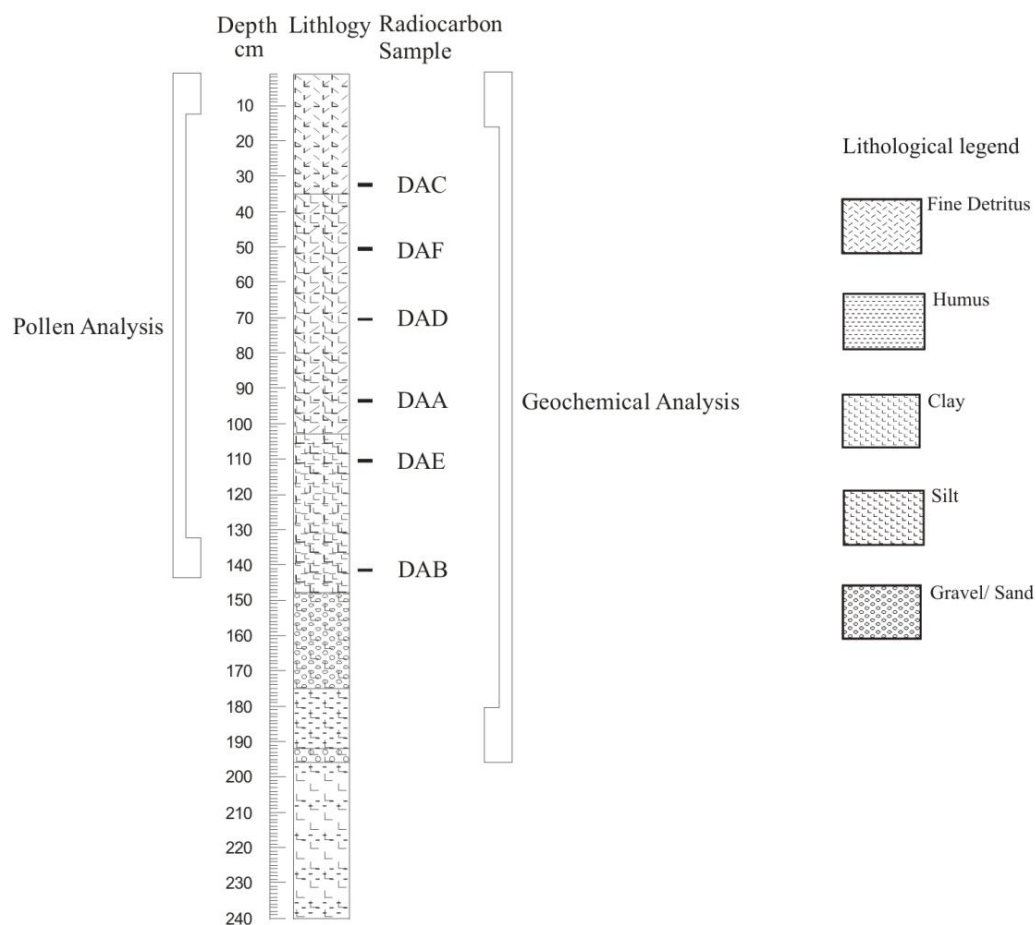 Depth
cm
Lithlogy
Radiocarbon
Sample
10
20
30
40
50
60
70
80
90
100
110
120
130
140
150
160
170
180
190
200
210
220
230
240
DAC
DAF
DAD
DAA
DAE
DAB
Pollen Analysis
Geochemical Analysis
Lithological legend
Fine Detritus
Humus
Clay
Silt
Gravel/ Sand